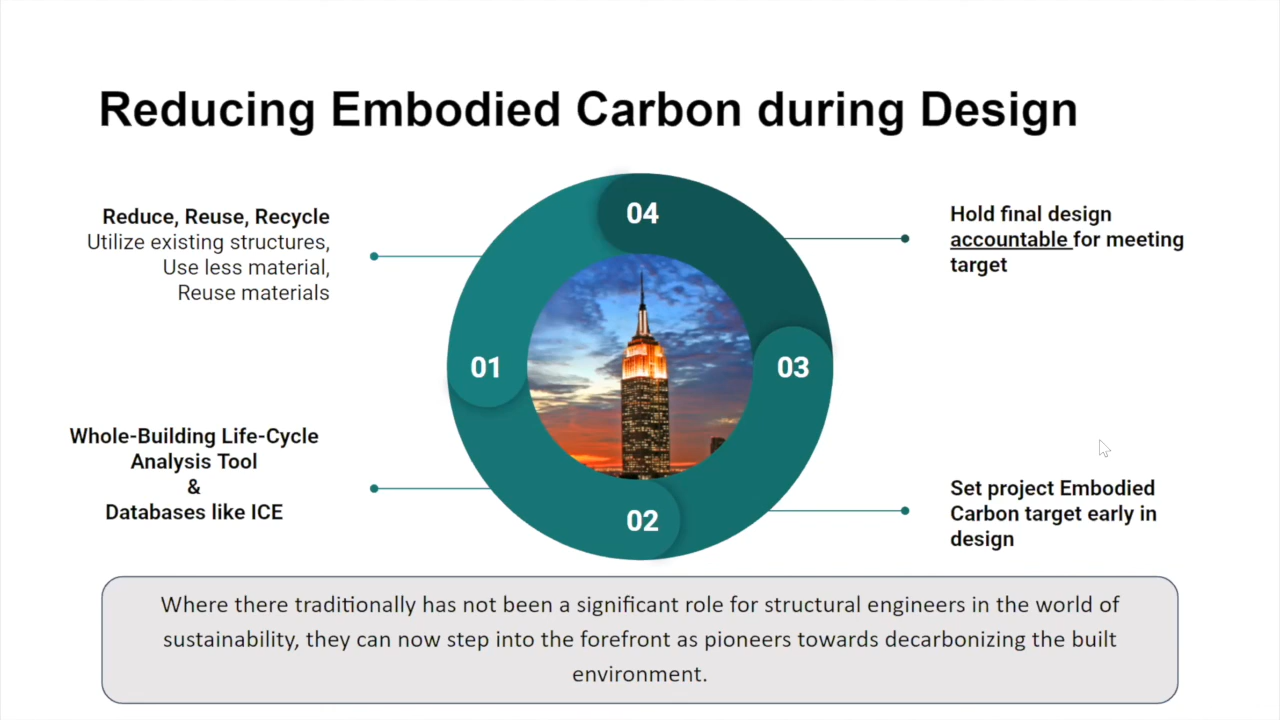 Reducing Embodied Carbon during Design
Reduce, Reuse, Recycle
Utilize existing structures,
Use less material,
Reuse materials
Whole-Building Life-Cycle
Analysis Tool
&
Databases like ICE
04
01
03
02
Hold final design
accountable for meeting
target
Set project Embodied
Carbon target early in
design
Where there traditionally has not been a significant role for structural engineers in the world of
sustainability, they can now step into the forefront as pioneers towards decarbonizing the built
environment.